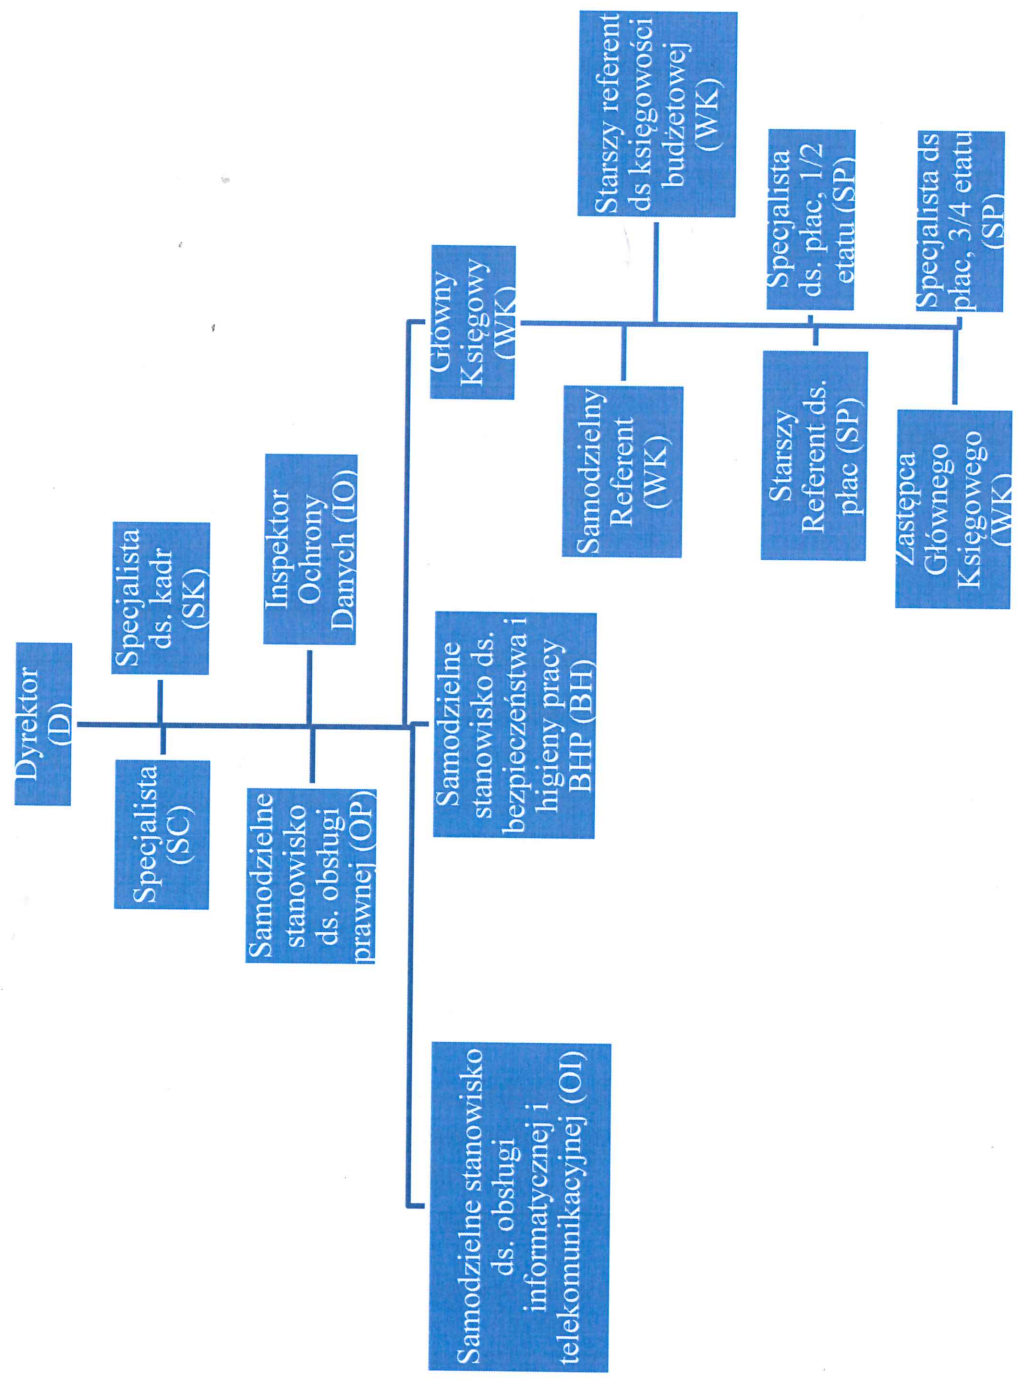 Dyrektor
(D)
Specjalista
(SC)
Specjalista
ds. kadr
(SK)
Samodzielne
stanowisko
ds. obsługi
prawnej (OP)
Inspektor
Ochrony
Danych (IO)
Samodzielne stanowisko
ds. obsługi
informatycznej i
telekomunikacyjnej (OI)
Samodzielne
stanowisko ds.
bezpieczeństwa i
higieny pracy
BHP (BH)
Główny
Księgowy
(WK)
Samodzielny
Referent
(WK)
Starszy referent
ds księgowości
budżetowej
(WK)
Starszy
Referent ds.
płac (SP)
Specjalista
ds. płac, 1/2
etatu (SP)
Zastępca
Głównego
Księgowego
(WK)
Specjalista ds
płac, 3/4 etatu
(SP)